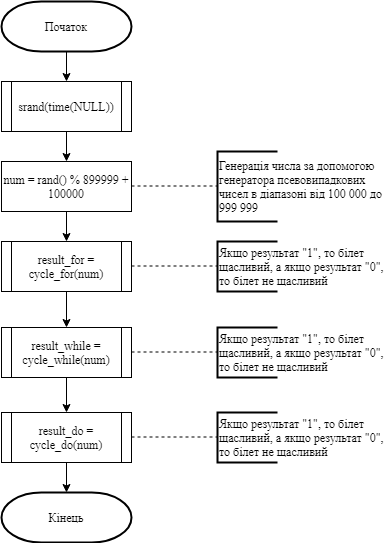 Початок
srand(time(NULL))
num = rand() % 899999 +
100000
Генерація числа за допомогою
генератора псевовипадкових
чисел в діапазоні від 100 000 до
999 999
result_for =
cycle_for(num)
Якщо результат "1", то білет
щасливий, а якщо результат "0",
то білет не щасливий
result_while =
cycle_while(num)
Якщо результат "1", то білет
щасливий, а якщо результат "0",
то білет не щасливий
result_do =
cycle_do(num)
Якщо результат "1", то білет
щасливий, а якщо результат "0",
то білет не щасливий
Кінець